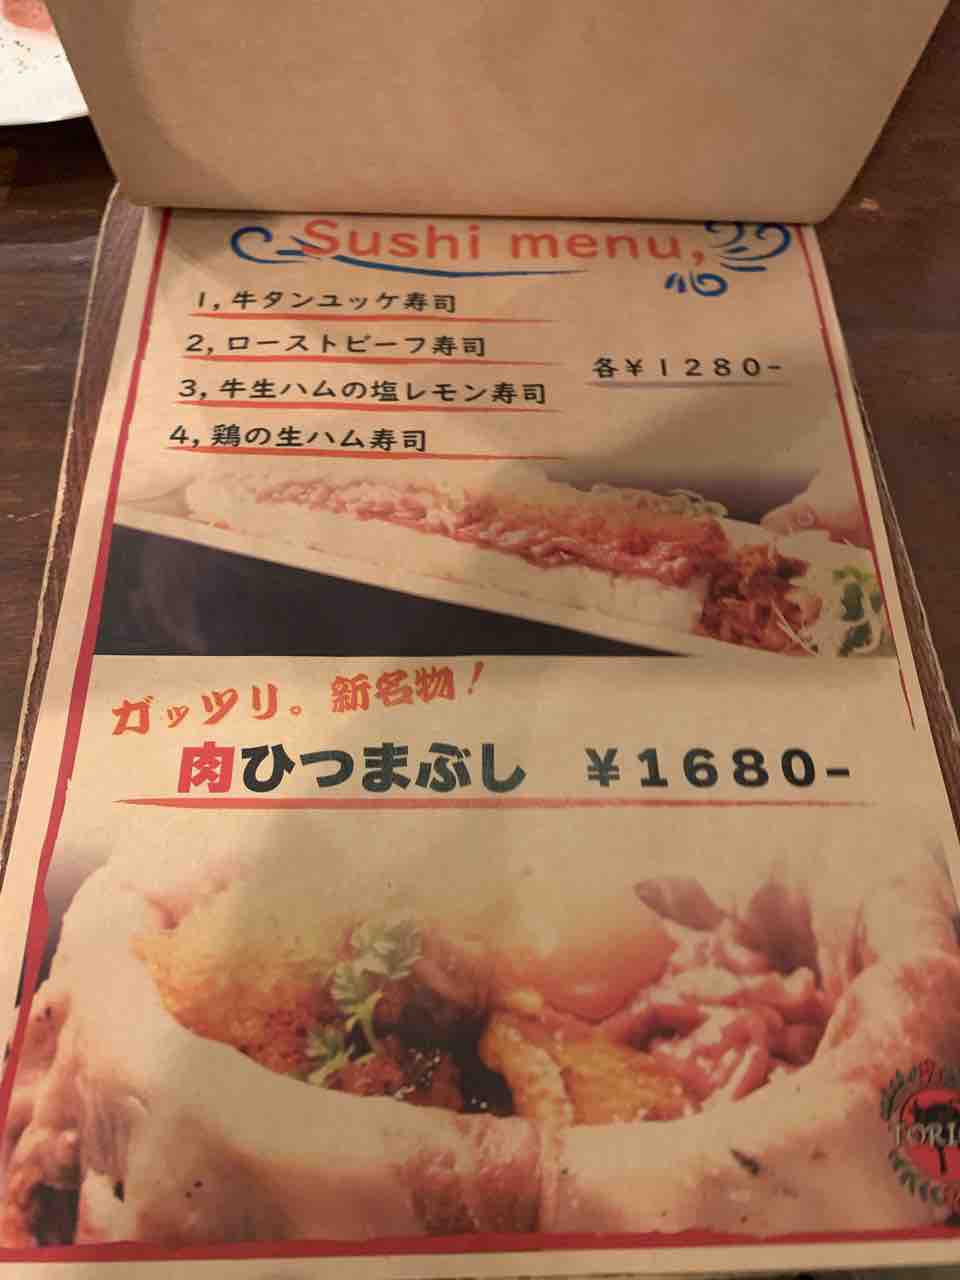 Sushi menu,
1, 牛タンユッケ寿司
2, ローストビーフ寿司
3, 牛生ハムの塩レモン寿司
4, 鶏の生ハム寿司
各¥1280-
ガッツリ。新名物!
肉ひつまぶし ¥1680-